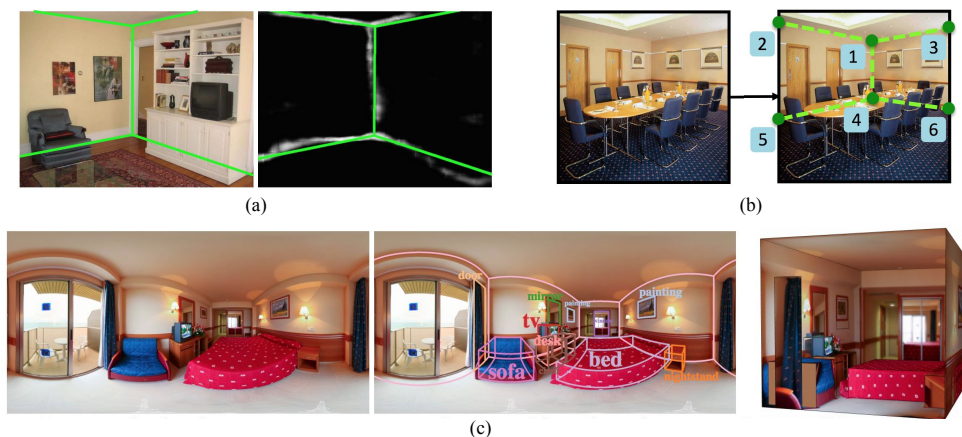 (a)
2
1
3
4
5
6
(b)
door
mirror
painting
painting
tv
desk
sofa
bed
nightstand
(c)